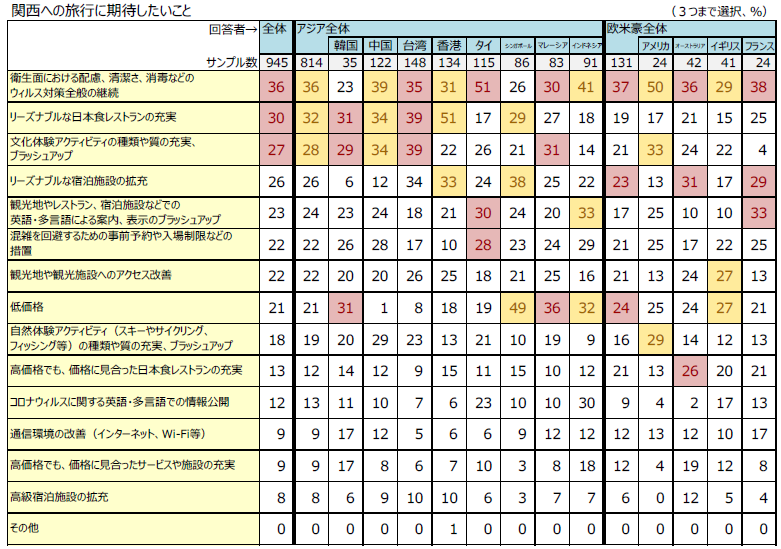 関西への旅行に期待したいこと
（３つまで選択、%）
回答者→ 全体 アジア全体 欧米豪全体
韓国 中国 台湾 香港 タイ シンガポール マレーシア インドネシア アメリカ オーストラリア イギリス フランス
サンプル数 945 814 35 122 148 134 115 86 83 91 131 24 42 41 24
衛生面における配慮、清潔さ、消毒などの
ウィルス対策全般の継続 36 36 23 39 35 31 51 26 30 41 37 50 36 29 38
リーズナブルな日本食レストランの充実 30 32 31 34 39 51 17 29 27 18 19 17 21 15 25
文化体験アクティビティの種類や質の充実、
ブラッシュアップ 27 28 29 34 39 22 26 21 31 14 21 33 24 22 4
リーズナブルな宿泊施設の拡充 26 26 6 12 34 33 24 38 25 20 23 13 31 17 29
観光地やレストラン、宿泊施設などでの
英語・多言語による案内、表示のブラッシュアップ 23 24 23 24 18 21 30 24 20 33 17 25 10 10 33
混雑を回避するための事前予約や入場制限などの
措置 22 22 26 28 17 10 28 23 24 29 21 25 17 22 25
観光地や観光施設へのアクセス改善 22 22 20 20 26 25 18 21 25 16 21 13 24 27 13
低価格 21 21 31 1 8 18 19 49 36 32 24 25 24 27 21
自然体験アクティビティ（スキーやサイクリング、
フィッシング等）の種類や質の充実、ブラッシュアップ 18 19 20 29 23 13 21 10 19 9 14 29 14 12 8
高価格でも、価格に見合った日本食レストランの充実 13 12 14 12 9 15 11 15 10 12 21 13 26 20 21
コロナウィルスに関する英語・多言語での情報公開 12 13 11 10 7 6 23 10 10 30 9 4 2 17 13
通信環境の改善（インターネット、Wi-Fi等） 9 9 17 12 5 6 6 9 12 12 12 13 12 10 17
高価格でも、価格に見合ったサービスや施設の充実 9 9 17 8 6 7 10 3 8 18 12 4 19 12 8
高級宿泊施設の拡充 8 8 6 9 10 10 6 3 7 7 6 0 12 5 4
その他 0 0 0 0 0 1 0 0 0 0 0 0 0 0 0